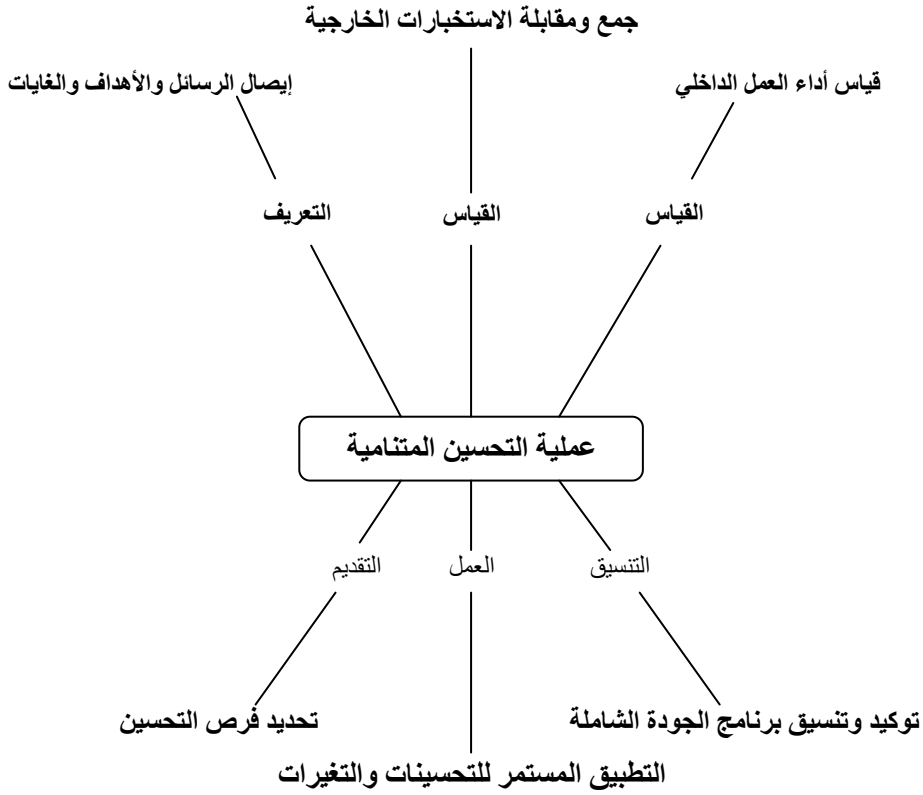 جمع ومقابلة الاستخبارات الخارجية
قياس أداء العمل الداخلي
إيصال الرسائل والأهداف والغايات
القياس
القياس
التعريف
عملية التحسين المتنامية
التنسيق
العمل
التقديم
توكيد وتنسيق برنامج الجودة الشاملة
تحديد فرص التحسين
التطبيق المستمر للتحسينات والتغيرات